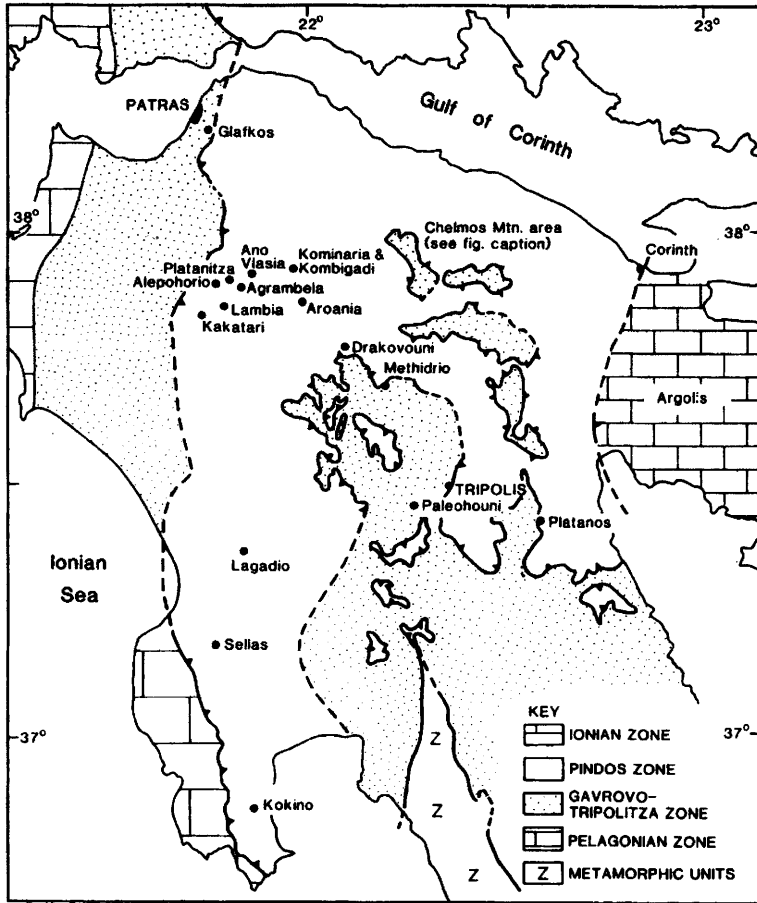 22°
23°
PATRAS
Glafkos
Gulf of Corinth
38°
Chelmos Mtn. area
(see fig. caption)
38°
Corinth
Ano
Vlasia
Kominaria &
Kombigadi
Platanitza
Alepohorio
Agrambela
Lambia
Aroania
Kakatari
Drakovouni
Methidrio
Argolis
TRIPOLIS
Paleohouni
Platanos
Ionian
Sea
Lagadio
Sellas
37°
37°
KEY
IONIAN ZONE
PINDOS ZONE
GAVROVO-
TRIPOLITZA ZONE
PELAGONIAN ZONE
Z METAMORPHIC UNITS
Z
Z
Z
Kokino